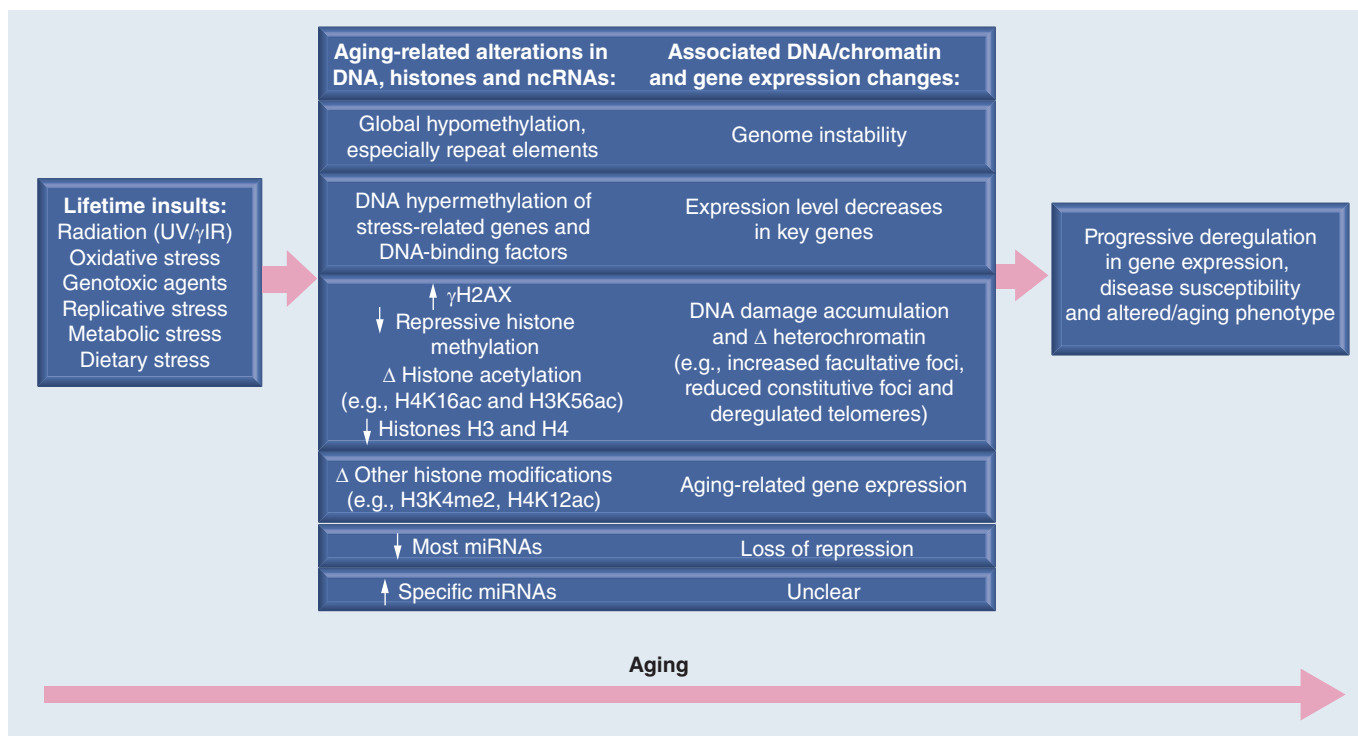 Lifetime insults:
Radiation (UV/γIR)
Oxidative stress
Genotoxic agents
Replicative stress
Metabolic stress
Dietary stress
Aging-related alterations in
DNA, histones and ncRNAs:
Associated DNA/chromatin
and gene expression changes:
Global hypomethylation,
especially repeat elements
Genome instability
DNA hypermethylation of
stress-related genes and
DNA-binding factors
Expression level decreases
in key genes
↑ γH2AX
↓ Repressive histone
methylation
Δ Histone acetylation
(e.g., H4K16ac and H3K56ac)
↓ Histones H3 and H4
DNA damage accumulation
and Δ heterochromatin
(e.g., increased facultative foci,
reduced constitutive foci and
deregulated telomeres)
Δ Other histone modifications
(e.g., H3K4me2, H4K12ac)
Aging-related gene expression
↓ Most miRNAs
Loss of repression
↑ Specific miRNAs
Unclear
Progressive deregulation
in gene expression,
disease susceptibility
and altered/aging phenotype
Aging